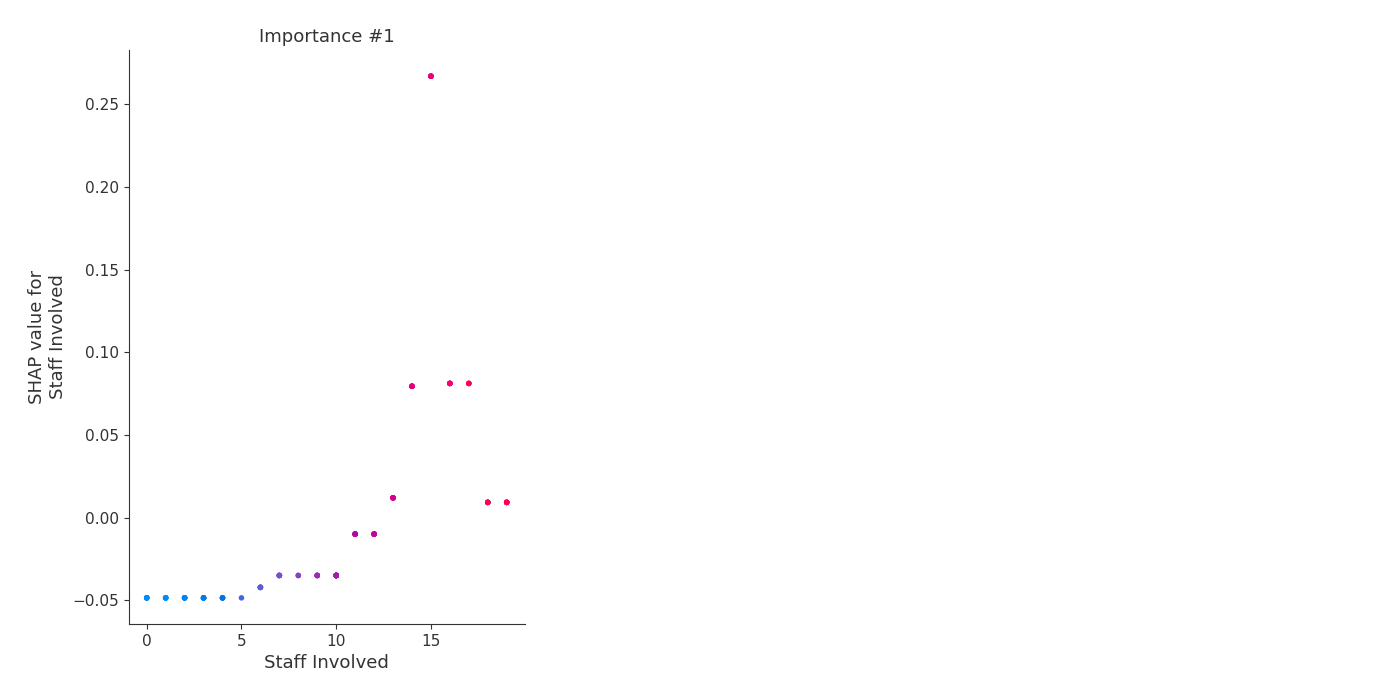 Importance #1
0.25
0.20
0.15
0.10
0.05
0.00
−0.05
SHAP value for
Staff Involved
0 5 10 15
Staff Involved